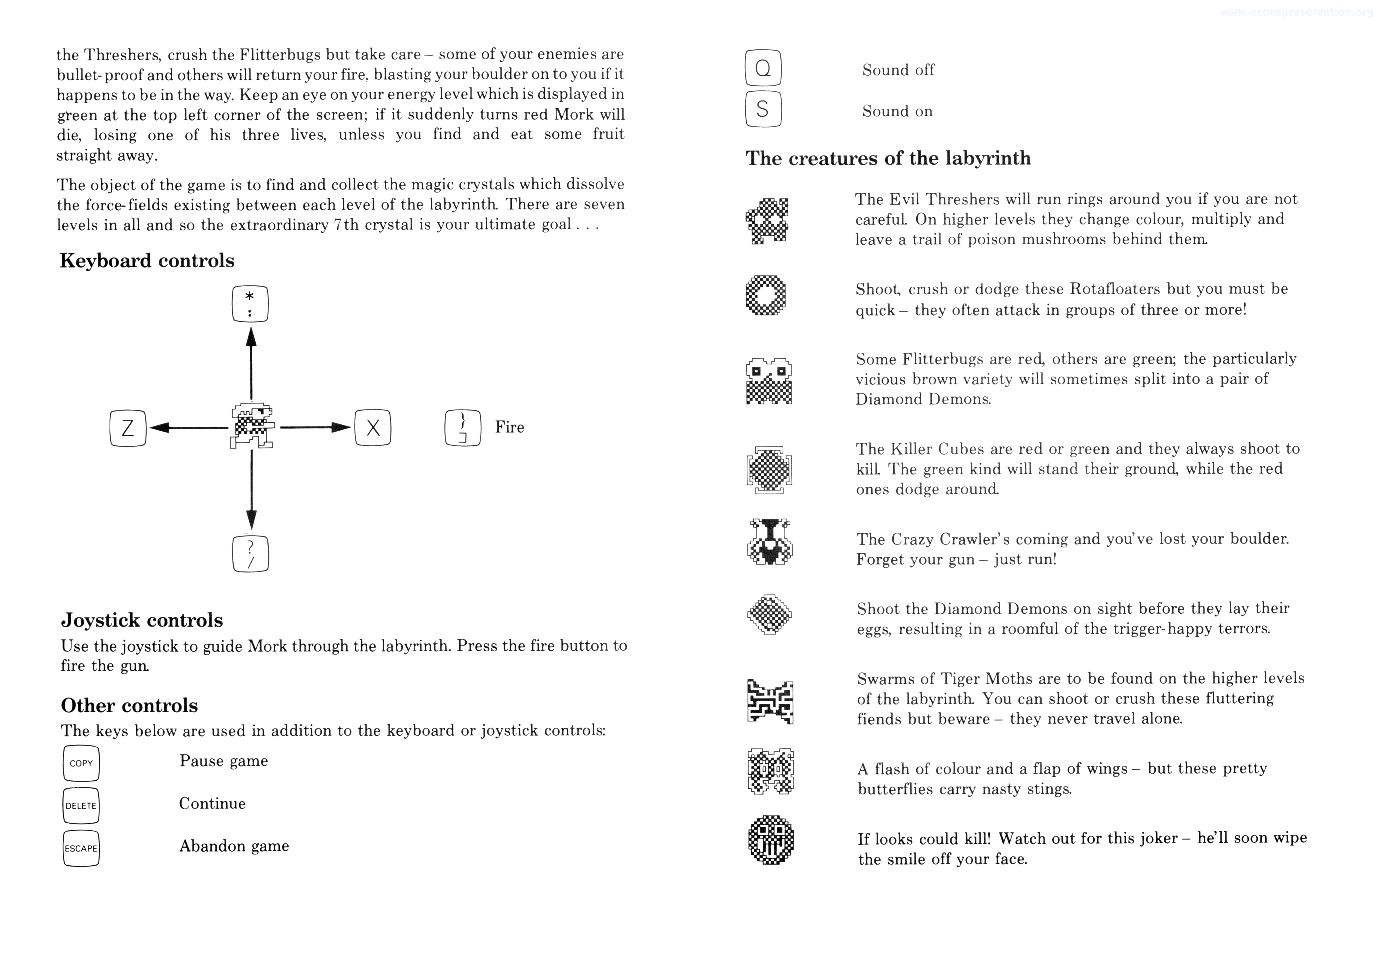 www.acornpreservation.org
the Threshers, crush the Flitterbugs but take care – some of your enemies are
bullet-proof and others will return your fire, blasting your boulder on to you if it
happens to be in the way. Keep an eye on your energy level which is displayed in
green at the top left corner of the screen; if it suddenly turns red Mork will
die, losing one of his three lives, unless you find and eat some fruit
straight away.
The object of the game is to find and collect the magic crystals which dissolve
the force-fields existing between each level of the labyrinth. There are seven
levels in all and so the extraordinary 7th crystal is your ultimate goal . . .
Keyboard controls
*
:
Z
X
}
]
Fire
?
/
Joystick controls
Use the joystick to guide Mork through the labyrinth. Press the fire button to
fire the gun.
Other controls
The keys below are used in addition to the keyboard or joystick controls:
COPY Pause game
DELETE Continue
ESCAPE Abandon game
Q Sound off
S Sound on
The creatures of the labyrinth
The Evil Threshers will run rings around you if you are not
careful. On higher levels they change colour, multiply and
leave a trail of poison mushrooms behind them.
Shoot, crush or dodge these Rotafloaters but you must be
quick – they often attack in groups of three or more!
Some Flitterbugs are red, others are green; the particularly
vicious brown variety will sometimes split into a pair of
Diamond Demons.
The Killer Cubes are red or green and they always shoot to
kill. The green kind will stand their ground, while the red
ones dodge around.
The Crazy Crawler's coming and you've lost your boulder.
Forget your gun – just run!
Shoot the Diamond Demons on sight before they lay their
eggs, resulting in a roomful of the trigger-happy terrors.
Swarms of Tiger Moths are to be found on the higher levels
of the labyrinth. You can shoot or crush these fluttering
fiends but beware – they never travel alone.
A flash of colour and a flap of wings – but these pretty
butterflies carry nasty stings.
If looks could kill! Watch out for this joker – he'll soon wipe
the smile off your face.